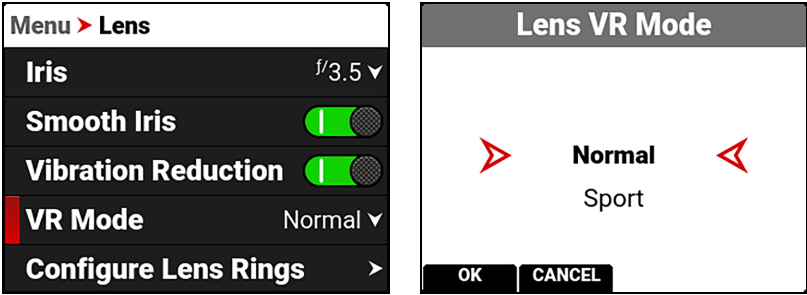 Menu > Lens
Iris ƒ/3.5
Smooth Iris
Vibration Reduction
VR Mode Normal
Configure Lens Rings
Lens VR Mode
Normal
Sport
OK CANCEL